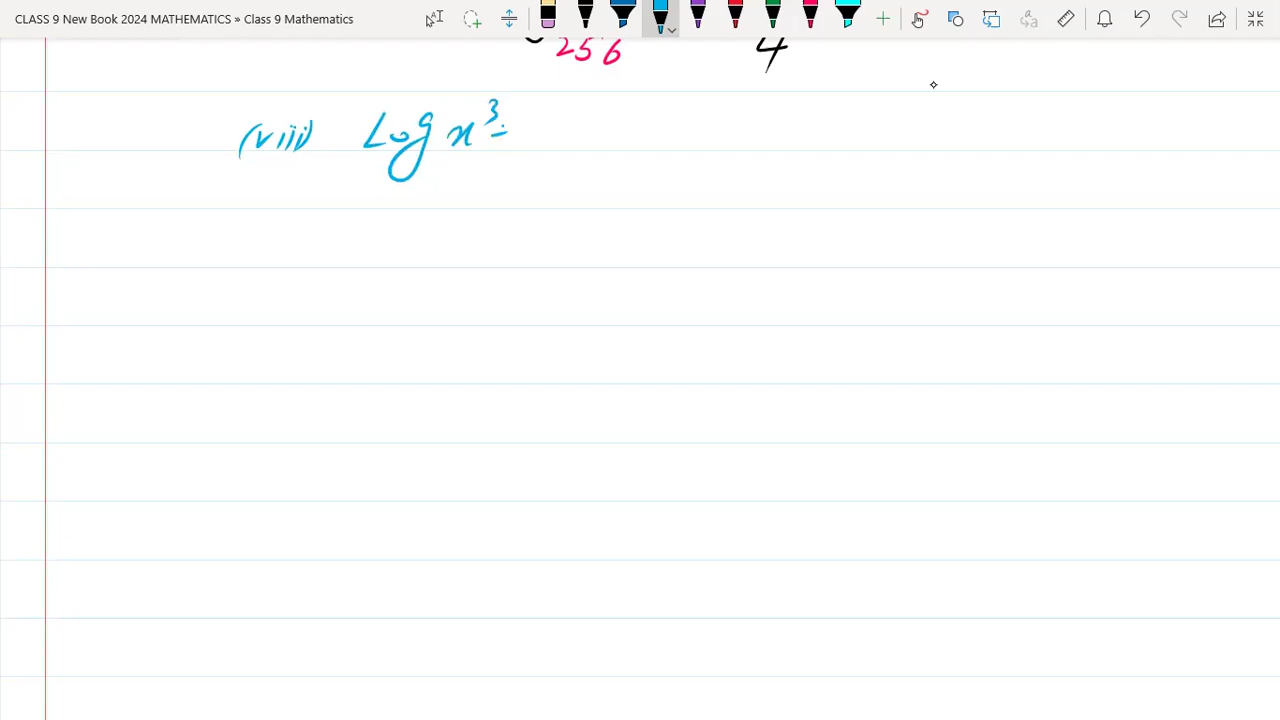 CLASS 9 New Book 2024 MATHEMATICS » Class 9 Mathematics
256 4
(viii) Log x³ =